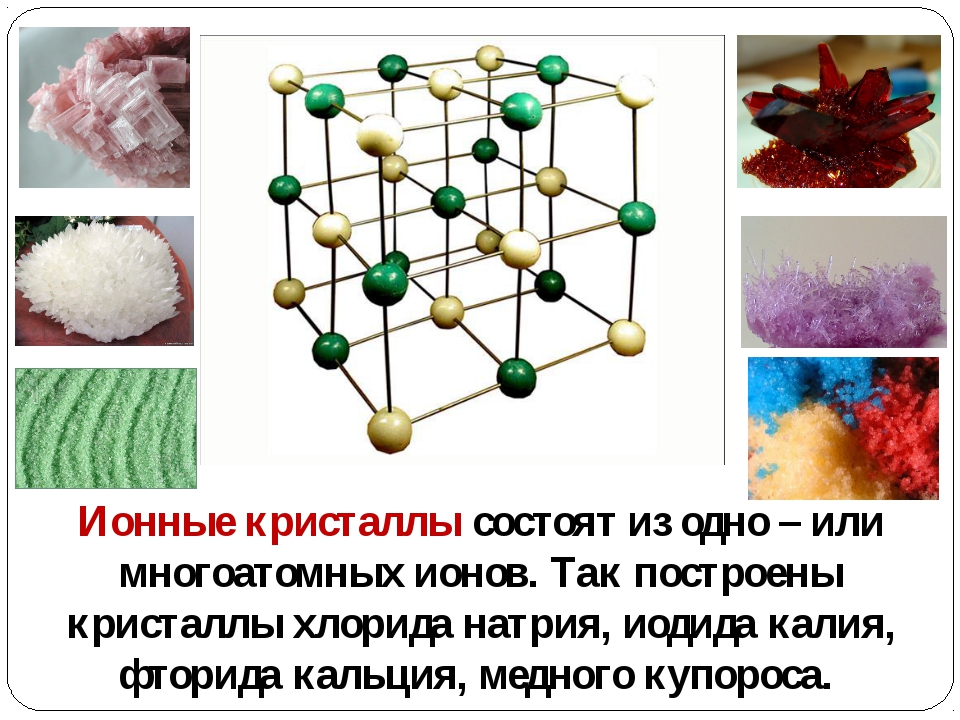 Ионные кристаллы состоят из одно – или
многоатомных ионов. Так построены
кристаллы хлорида натрия, иодида калия,
фторида кальция, медного купороса.